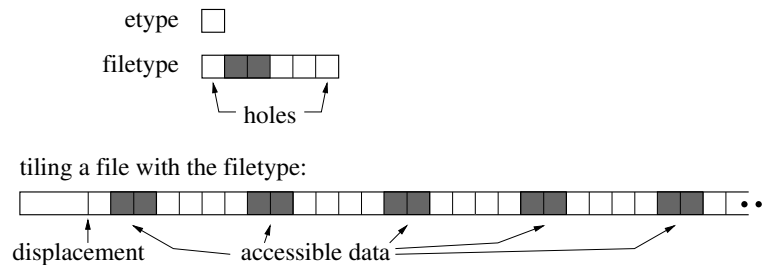 etype
filetype
holes
tiling a file with the filetype:
displacement
accessible data